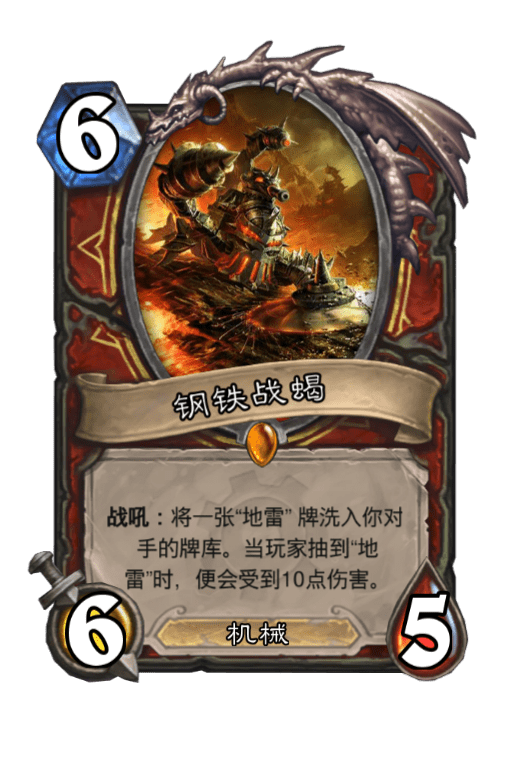 6
钢铁战蝎
战吼：将一张“地雷” 牌洗入你对
手的牌库。当玩家抽到“地
雷”时，便会受到10点伤害。
6
机械
5